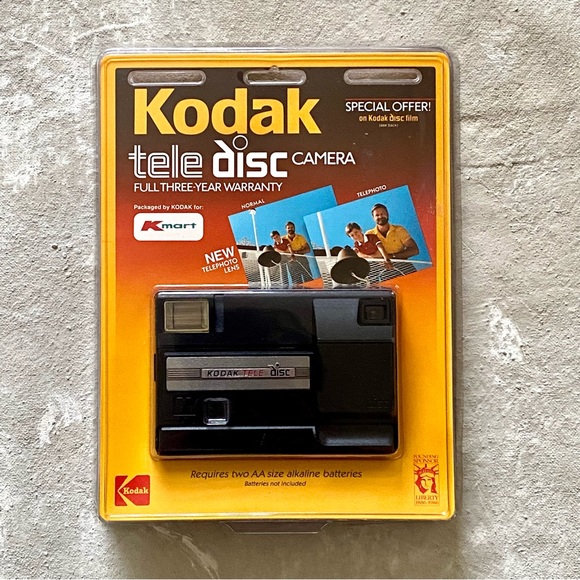 Kodak
SPECIAL OFFER!
on Kodak disc film
tele disc CAMERA
FULL THREE-YEAR WARRANTY
Packaged by KODAK for:
Kmart
NORMAL
TELEPHOTO
NEW
TELEPHOTO
LENS
KODAK TELE disc
Requires two AA size alkaline batteries
Batteries not included
Kodak
FOUNDING
SPONSOR
LIBERTY
1886-1986